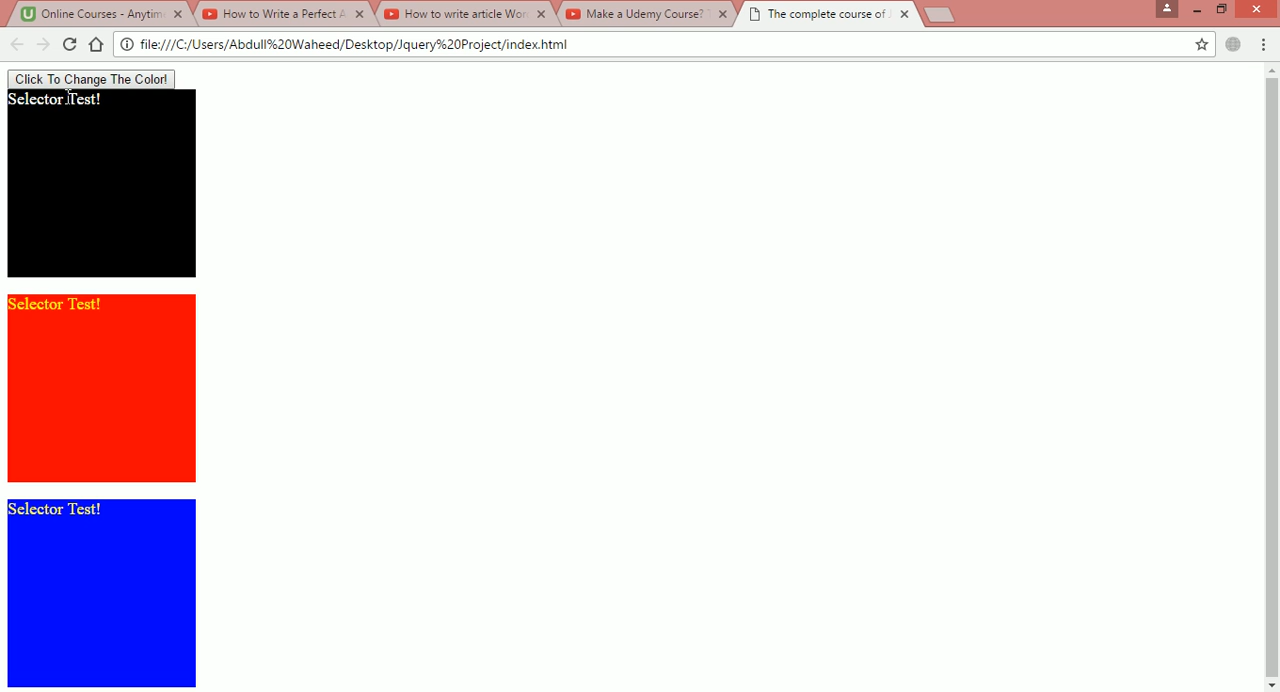 Online Courses - Anytim
How to Write a Perfect A
How to write article Wor
Make a Udemy Course?
The complete course of J
file:///C:/Users/Abdull%20Waheed/Desktop/Jquery%20Project/index.html
Click To Change The Color!
Selector Test!
Selector Test!
Selector Test!